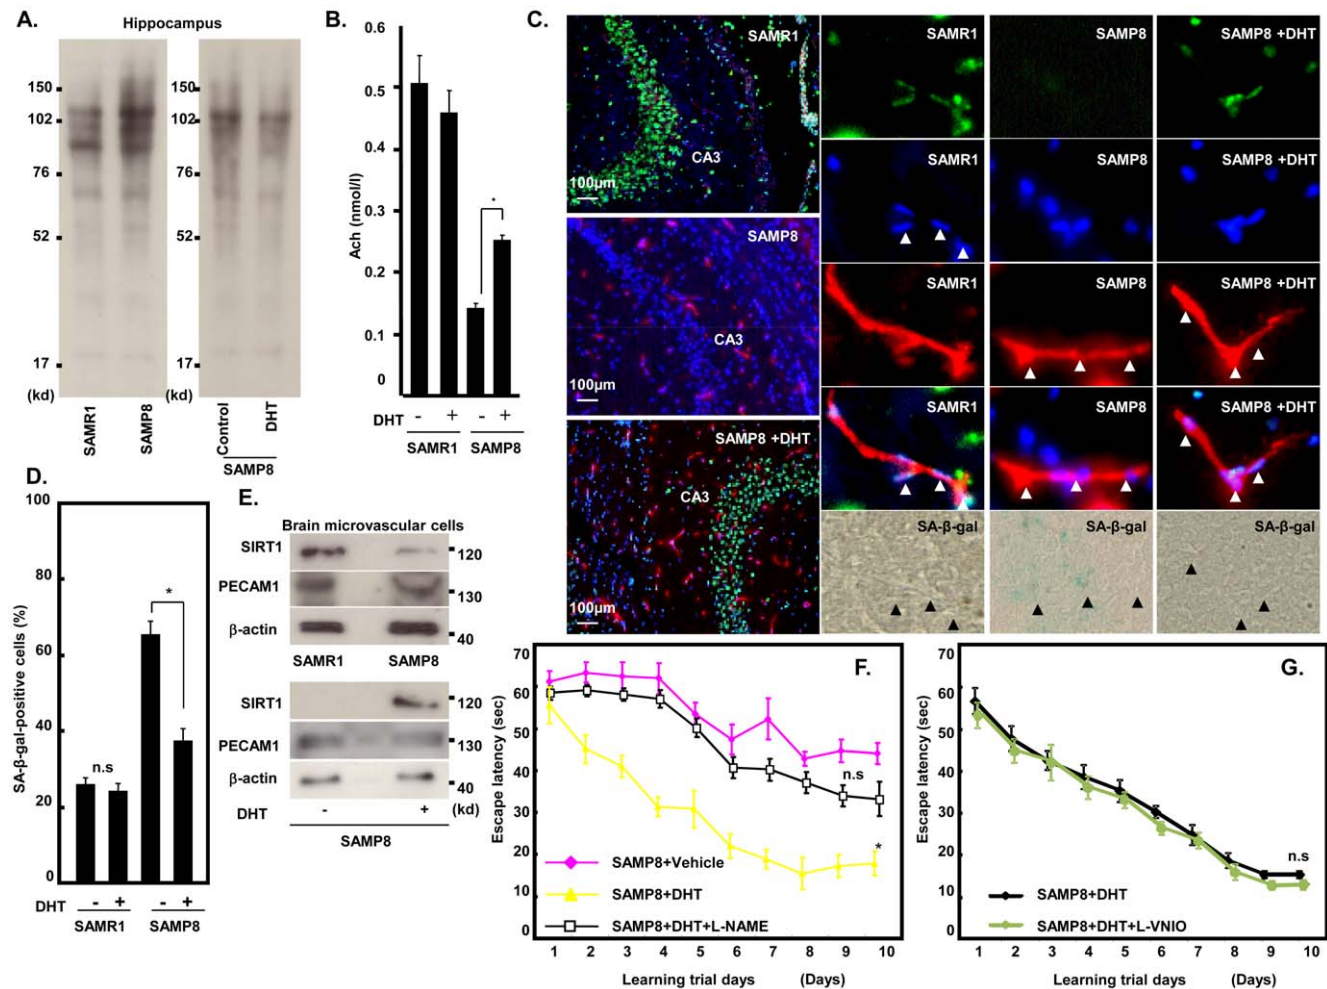 A.
Hippocampus
150
102
76
52
17
(kd)
SAMR1
SAMP8
150
102
76
52
17
(kd)
Control
DHT
SAMP8
B.
0.6
0.5
0.4
0.3
0.2
0.1
0
Ach (nmol/l)
*
DHT - + - +
SAMR1 SAMP8
C.
SAMR1
CA3
100μm
SAMP8
CA3
100μm
SAMP8 +DHT
CA3
100μm
SAMR1 SAMP8 SAMP8 +DHT
SAMR1 SAMP8 SAMP8 +DHT
SAMR1 SAMP8 SAMP8 +DHT
SAMR1 SAMP8 SAMP8 +DHT
SA-β-gal SA-β-gal SA-β-gal
D.
100
80
60
40
20
0
SA-β-gal-positive cells (%)
n.s
*
DHT - + - +
SAMR1 SAMP8
E.
Brain microvascular cells
SIRT1 120
PECAM1 130
β-actin 40
SAMR1 SAMP8
SIRT1 120
PECAM1 130
β-actin 40
DHT - + (kd)
SAMP8
F.
70
60
50
40
30
20
10
0
Escape latency (sec)
n.s
*
SAMP8+Vehicle
SAMP8+DHT
SAMP8+DHT+L-NAME
1 2 3 4 5 6 7 8 9 10
Learning trial days (Days)
G.
70
60
50
40
30
20
10
0
Escape latency (sec)
n.s
SAMP8+DHT
SAMP8+DHT+L-VNIO
1 2 3 4 5 6 7 8 9 10
Learning trial days (Days)